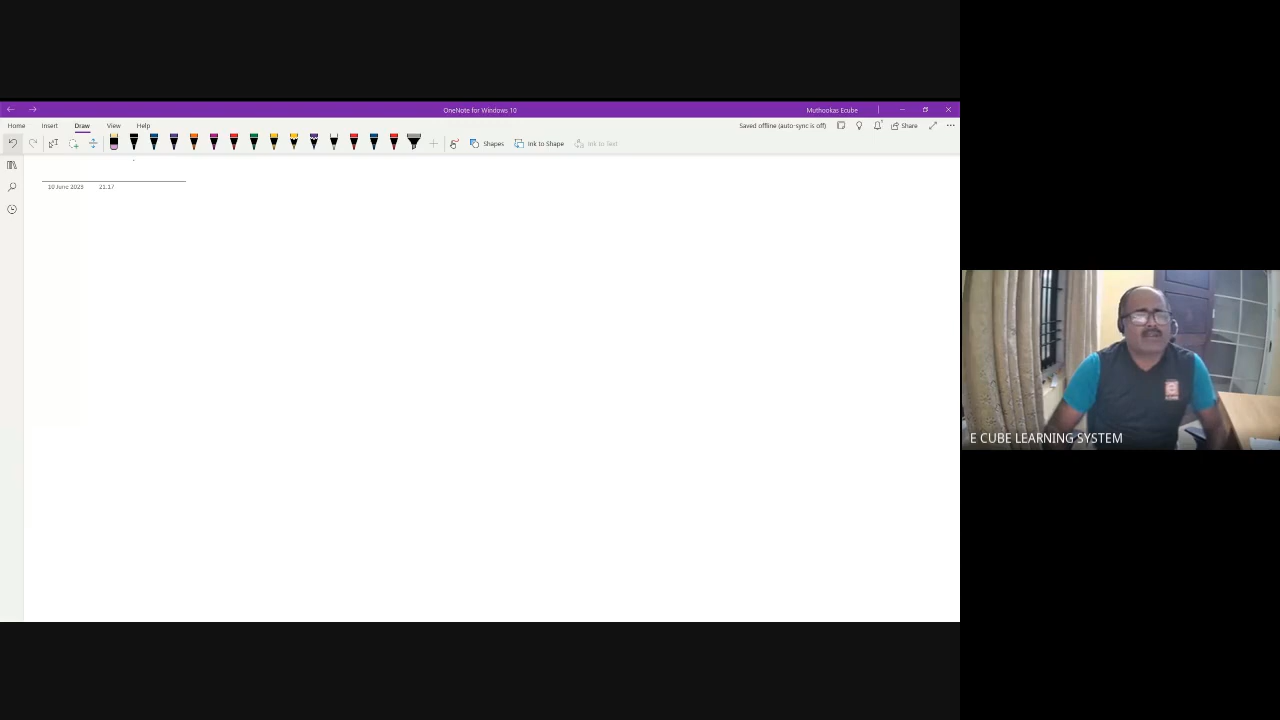 OneNote for Windows 10
Muthookas Ecube
Home Insert Draw View Help
Saved offline (auto-sync is off) Share
Shapes Ink to Shape Ink to Text
10 June 2023 21:17
E CUBE LEARNING SYSTEM